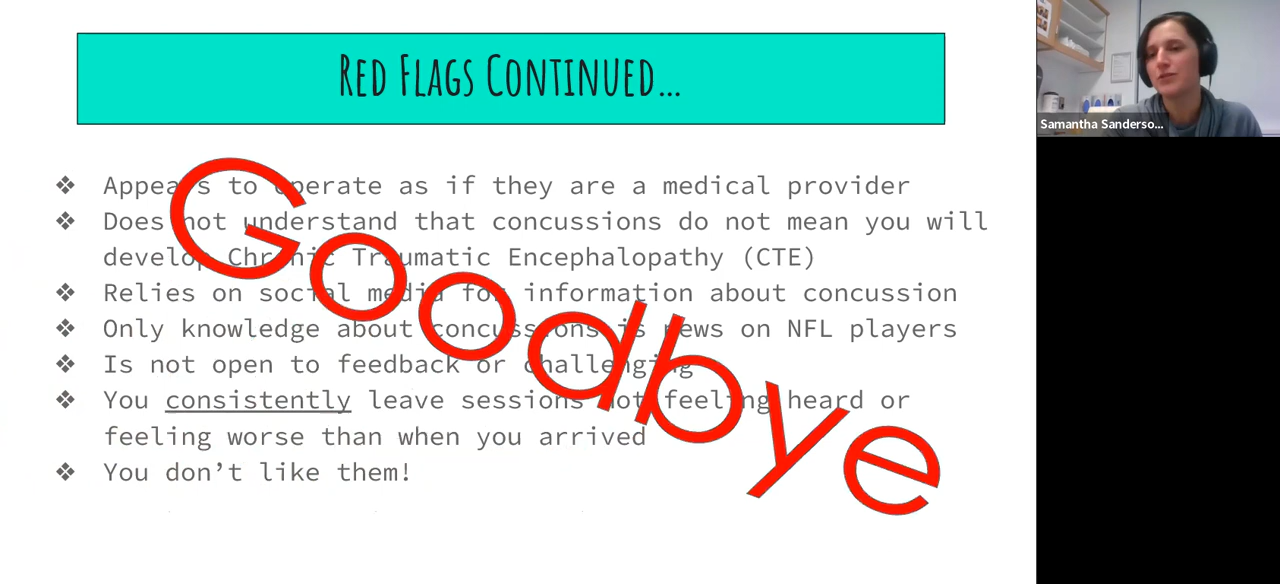 Red Flags Continued...
❖ Appears to operate as if they are a medical provider
❖ Does not understand that concussions do not mean you will
develop Chronic Traumatic Encephalopathy (CTE)
❖ Relies on social media for information about concussion
❖ Only knowledge about concussions is news on NFL players
❖ Is not open to feedback or challenging
❖ You consistently leave sessions not feeling heard or
feeling worse than when you arrived
❖ You don't like them!
Goodbye
Samantha Sanderso...